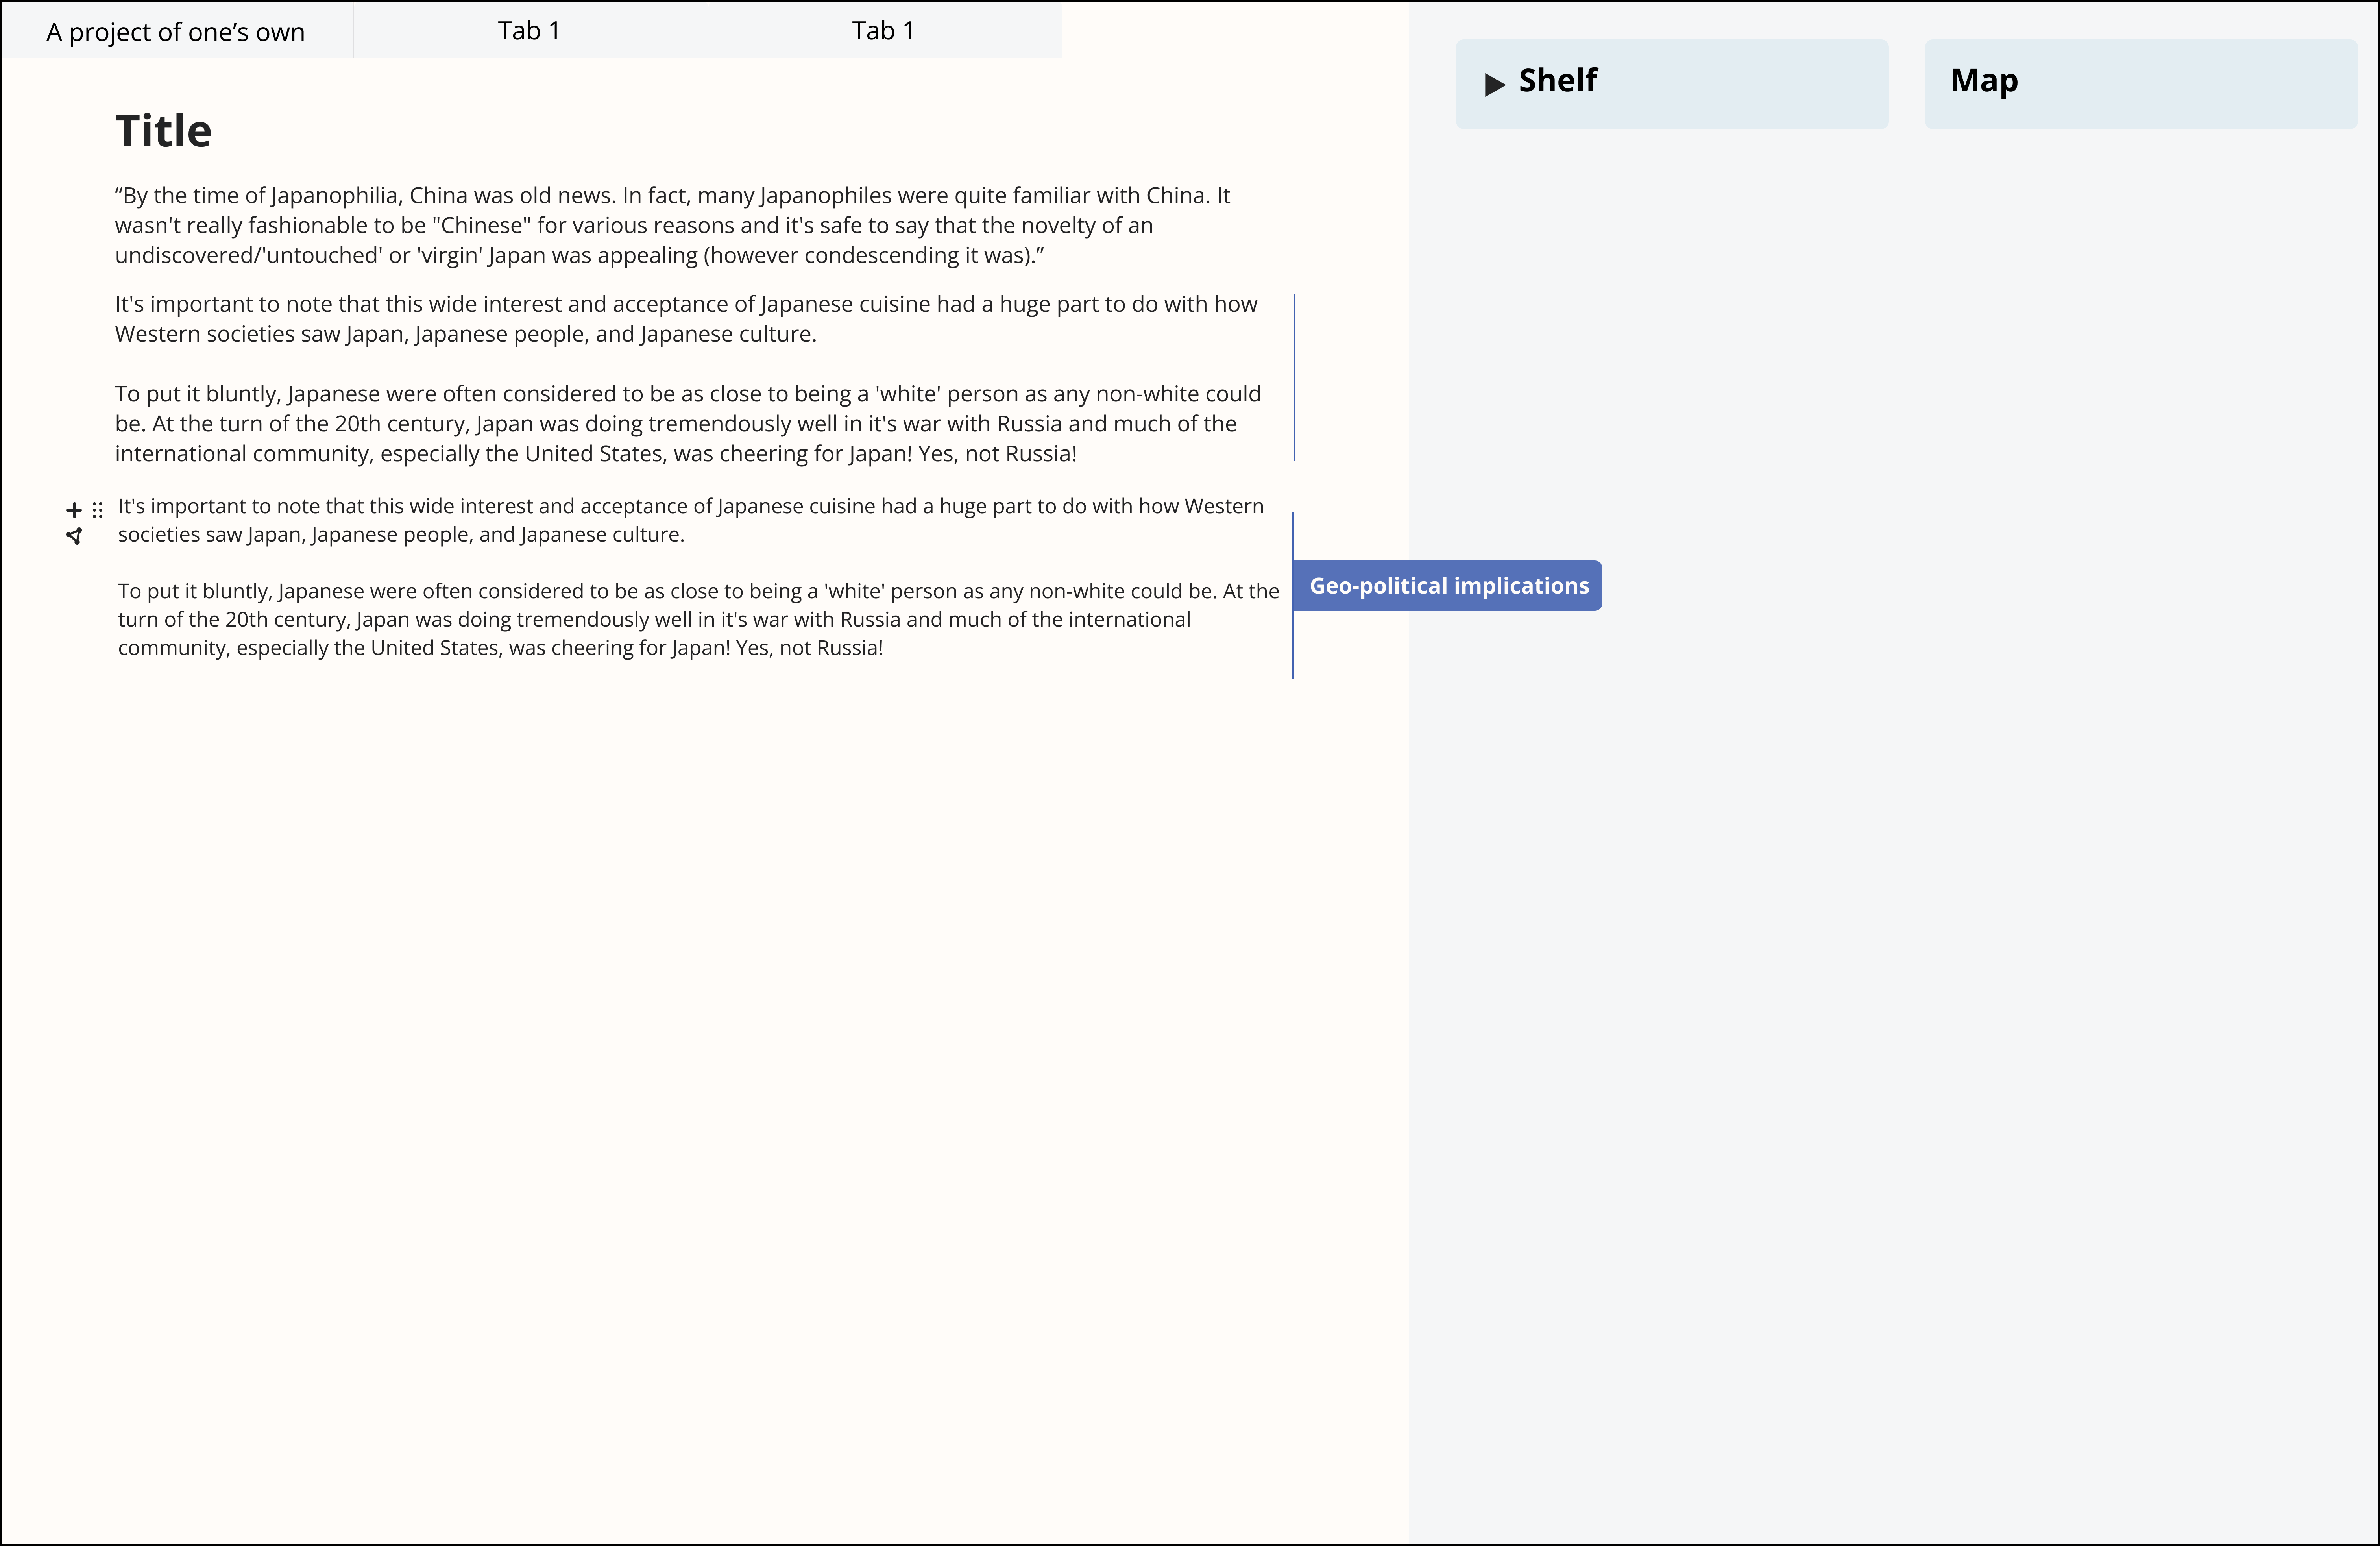 A project of one’s own
Tab 1
Tab 1
Shelf
Map
Title
“By the time of Japanophilia, China was old news. In fact, many Japanophiles were quite familiar with China. It
wasn't really fashionable to be "Chinese" for various reasons and it's safe to say that the novelty of an
undiscovered/'untouched' or 'virgin' Japan was appealing (however condescending it was).”
It's important to note that this wide interest and acceptance of Japanese cuisine had a huge part to do with how
Western societies saw Japan, Japanese people, and Japanese culture.
To put it bluntly, Japanese were often considered to be as close to being a 'white' person as any non-white could
be. At the turn of the 20th century, Japan was doing tremendously well in it's war with Russia and much of the
international community, especially the United States, was cheering for Japan! Yes, not Russia!
It's important to note that this wide interest and acceptance of Japanese cuisine had a huge part to do with how Western
societies saw Japan, Japanese people, and Japanese culture.
To put it bluntly, Japanese were often considered to be as close to being a 'white' person as any non-white could be. At the
turn of the 20th century, Japan was doing tremendously well in it's war with Russia and much of the international
community, especially the United States, was cheering for Japan! Yes, not Russia!
Geo-political implications